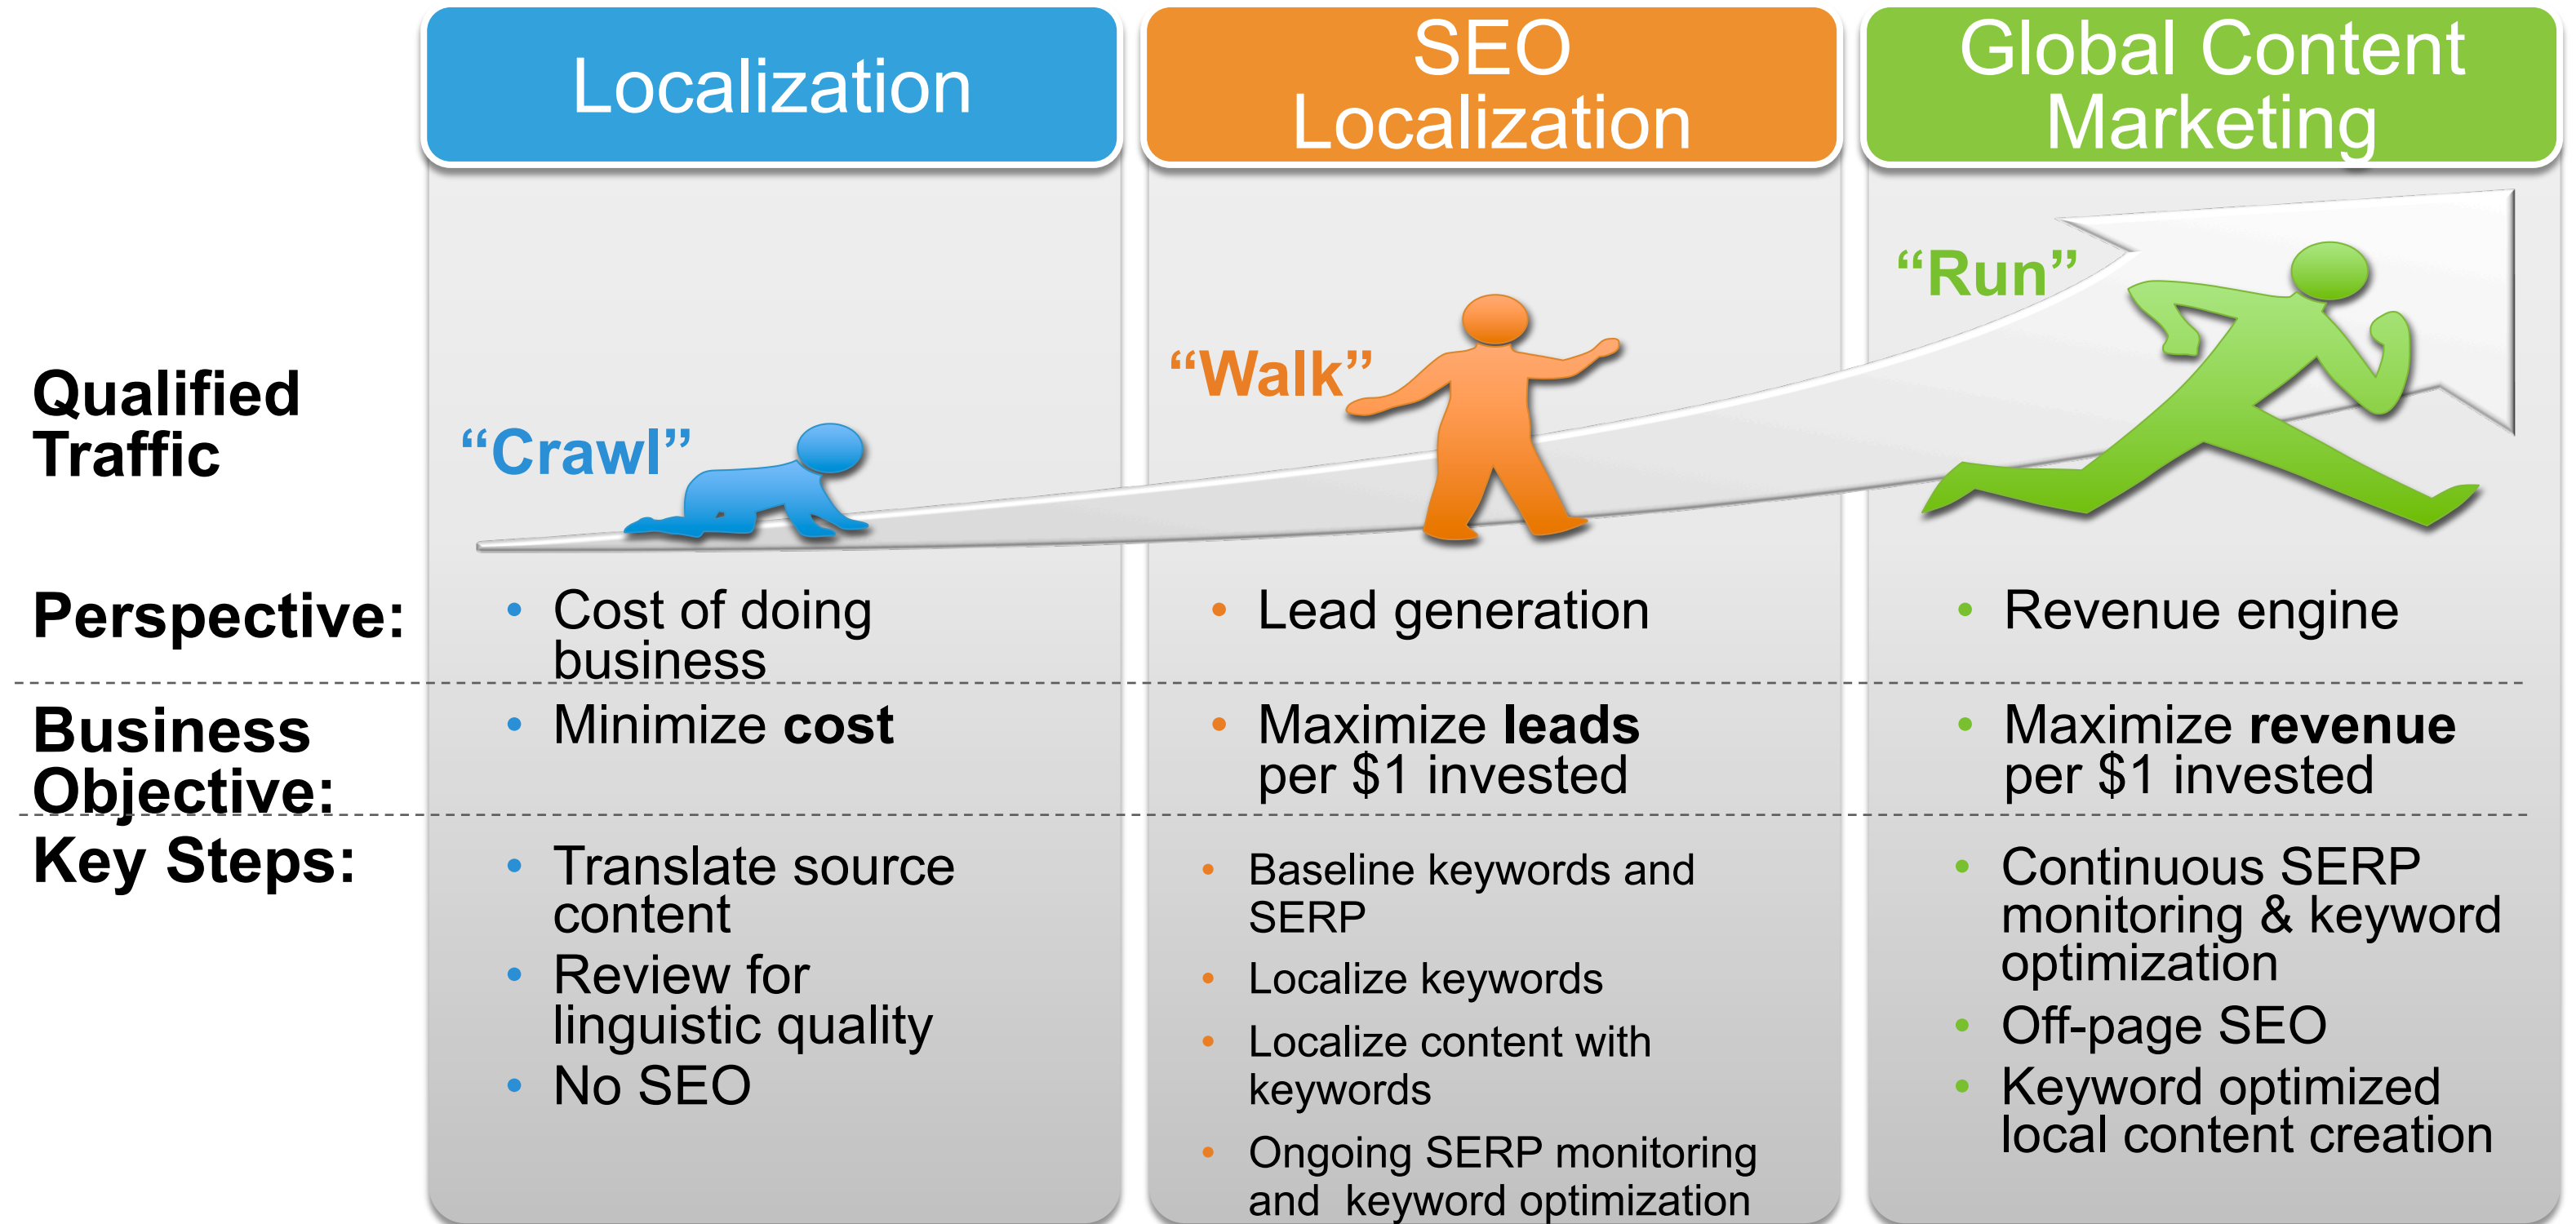 Localization
SEO
Localization
Global Content
Marketing
Qualified
Traffic
“Crawl”
“Walk”
“Run”
Perspective:
• Cost of doing
business
• Lead generation
• Revenue engine
Business
Objective:
• Minimize cost
• Maximize leads
per $1 invested
• Maximize revenue
per $1 invested
Key Steps:
• Translate source
content
• Review for
linguistic quality
• No SEO
• Baseline keywords and
SERP
• Localize keywords
• Localize content with
keywords
• Ongoing SERP monitoring
and keyword optimization
• Continuous SERP
monitoring & keyword
optimization
• Off-page SEO
• Keyword optimized
local content creation